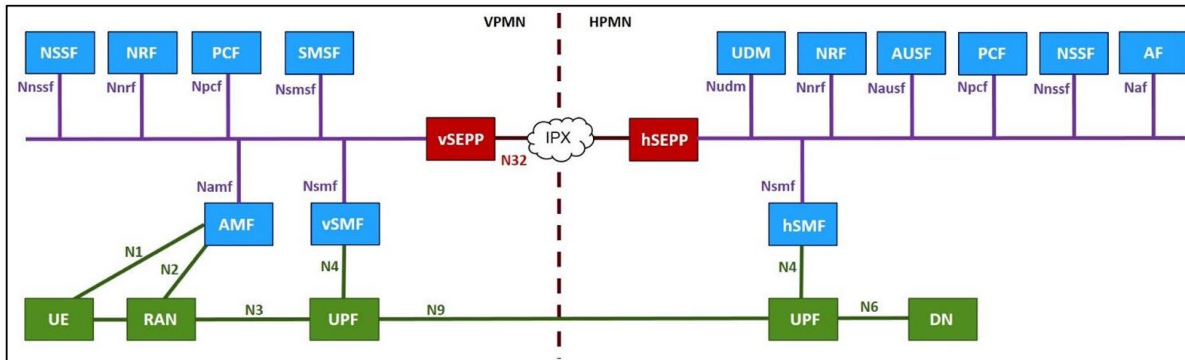 VPMN HPMN
NSSF NRF PCF SMSF UDM NRF AUSF PCF NSSF AF
Nnssf Nnrf Npcf Nsmsf Nudm Nnrf Nausf Npcf Nnssf Naf
vSEPP IPX hSEPP
N32
Namf Nsmf Nsmf
AMF vSMF hSMF
N1 N2 N4 N4
UE RAN N3 UPF N9 UPF N6 DN